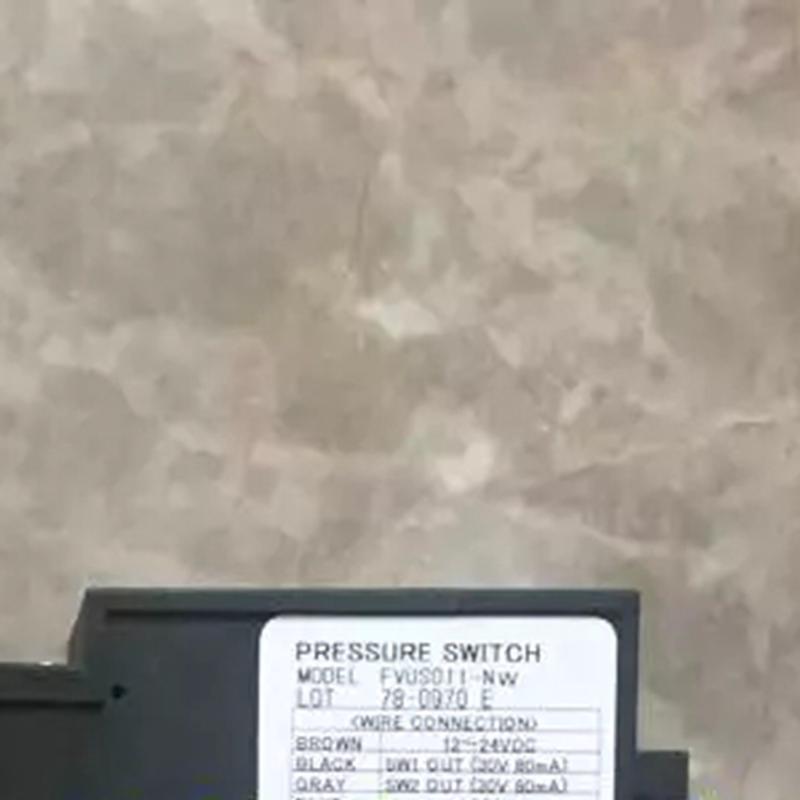 PRESSURE SWITCH
MODEL FVUS011-NW
LOT 78-0970 E
(WIRE CONNECTION)
BROWN 12~24VDC
BLACK SW1 OUT (30V 80mA)
GRAY SW2 OUT (30V 80mA)